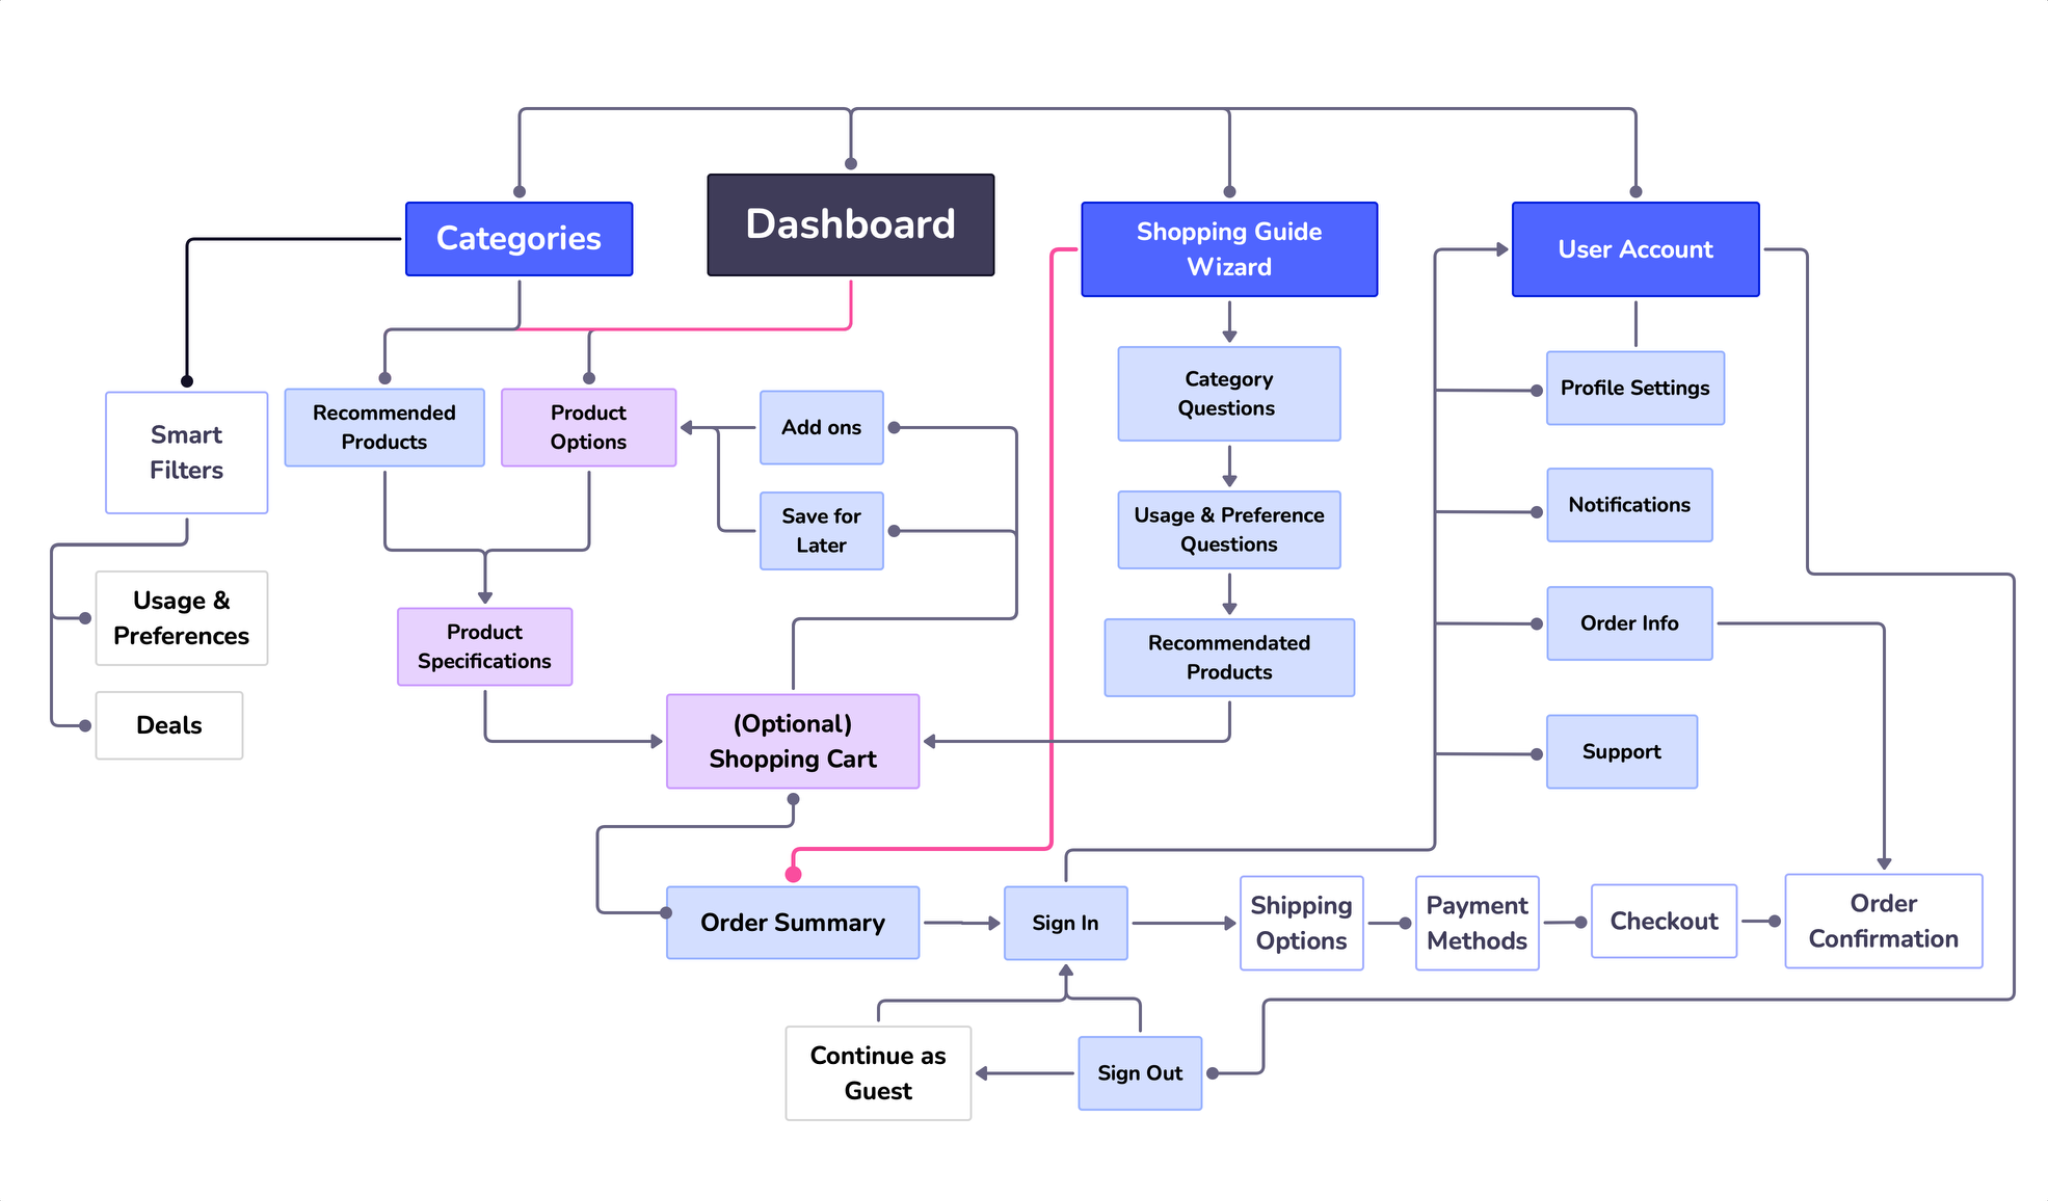 Categories
Dashboard
Shopping Guide
Wizard
User Account
Smart
Filters
Recommended
Products
Product
Options
Add ons
Save for
Later
Category
Questions
Usage & Preference
Questions
Recommendated
Products
Profile Settings
Notifications
Order Info
Support
Usage &
Preferences
Deals
Product
Specifications
(Optional)
Shopping Cart
Order Summary
Sign In
Shipping
Options
Payment
Methods
Checkout
Order
Confirmation
Continue as
Guest
Sign Out